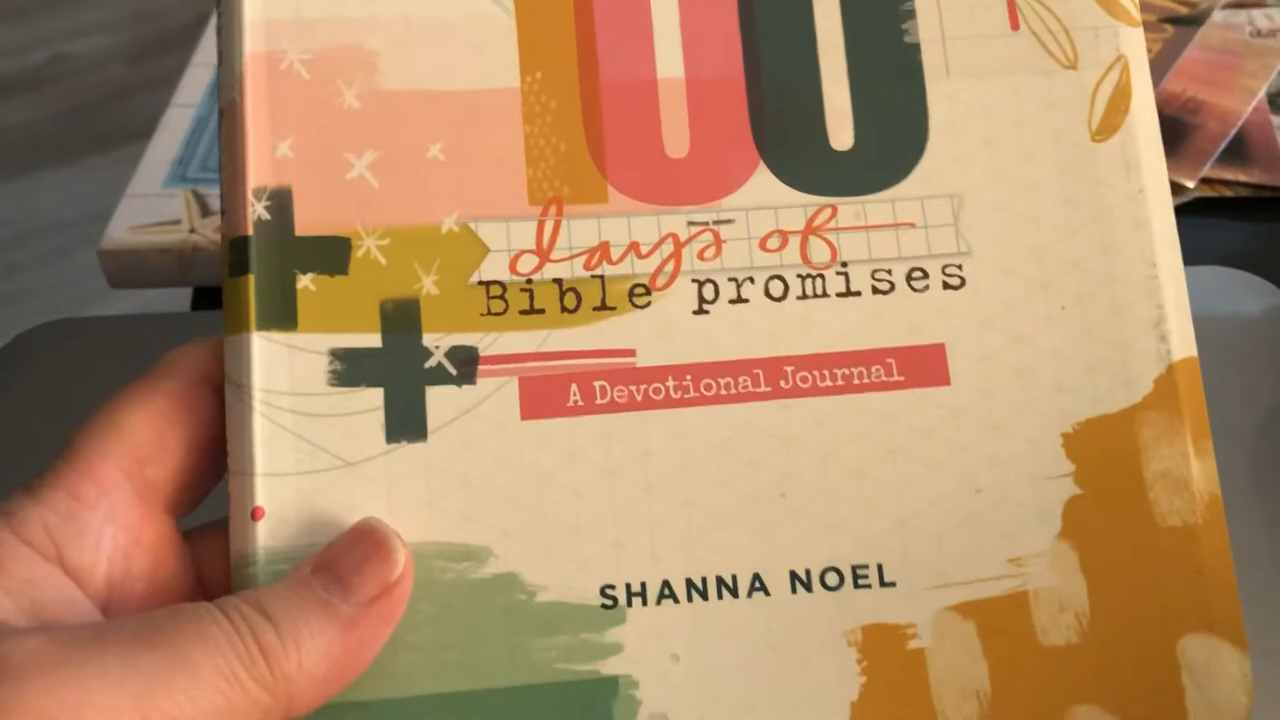 100
days of
Bible promises
A Devotional Journal
SHANNA NOEL